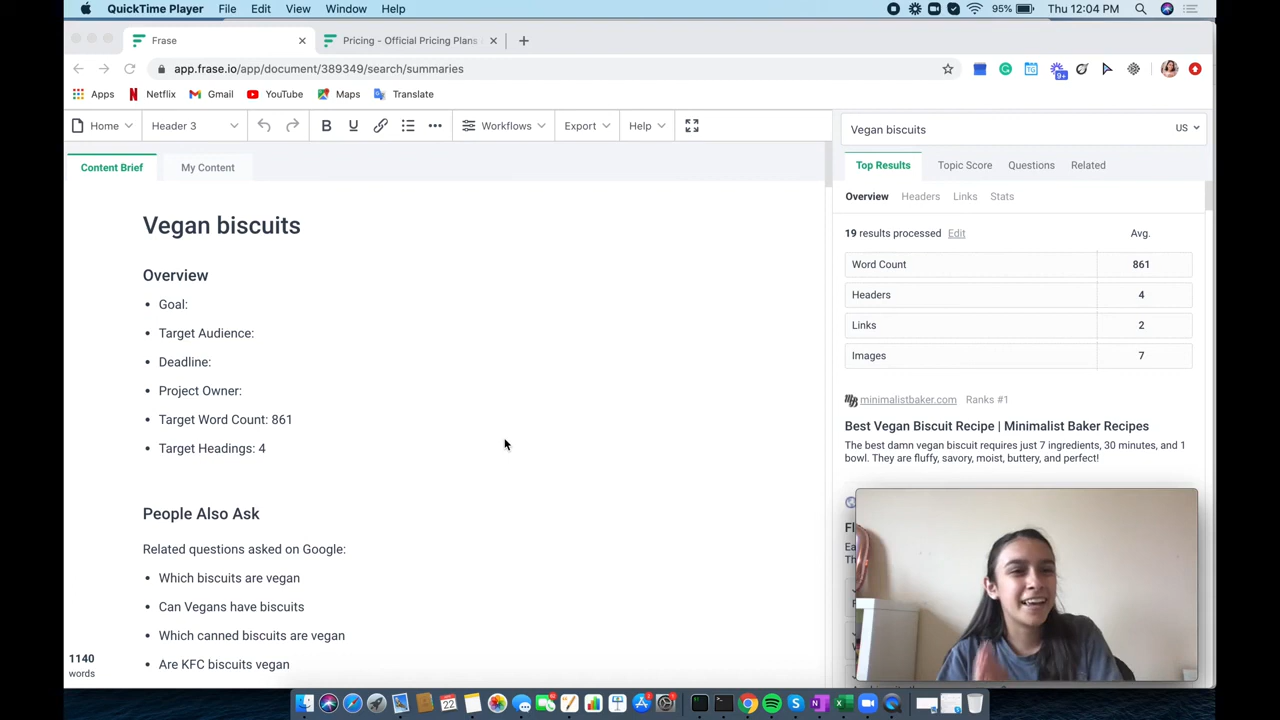 QuickTime Player File Edit View Window Help 95% Thu 12:04 PM
Frase Pricing - Official Pricing Plans
app.frase.io/app/document/389349/search/summaries
9+
Apps Netflix Gmail YouTube Maps Translate
Home Header 3 B U Workflows Export Help
Vegan biscuits US
Content Brief My Content
Top Results Topic Score Questions Related
Overview Headers Links Stats
Vegan biscuits
19 results processed Edit Avg.
Overview
Word Count 861
Goal:
Headers 4
Target Audience:
Links 2
Deadline:
Images 7
Project Owner:
minimalistbaker.com Ranks #1
Target Word Count: 861
Best Vegan Biscuit Recipe | Minimalist Baker Recipes
Target Headings: 4
The best damn vegan biscuit requires just 7 ingredients, 30 minutes, and 1
bowl. They are fluffy, savory, moist, buttery, and perfect!
People Also Ask
Related questions asked on Google:
Which biscuits are vegan
Can Vegans have biscuits
Which canned biscuits are vegan
Are KFC biscuits vegan
1140
words
22